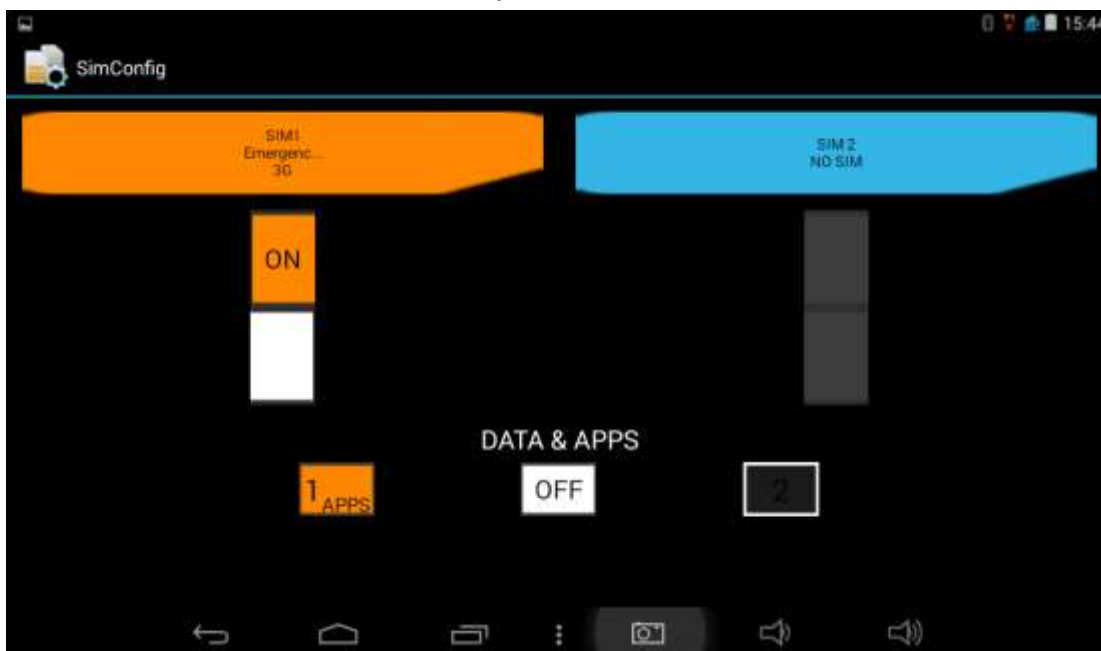 15:44
SimConfig
SIM1
Emergenc...
3G
SIM 2
NO SIM
ON
DATA & APPS
1 APPS
OFF
2